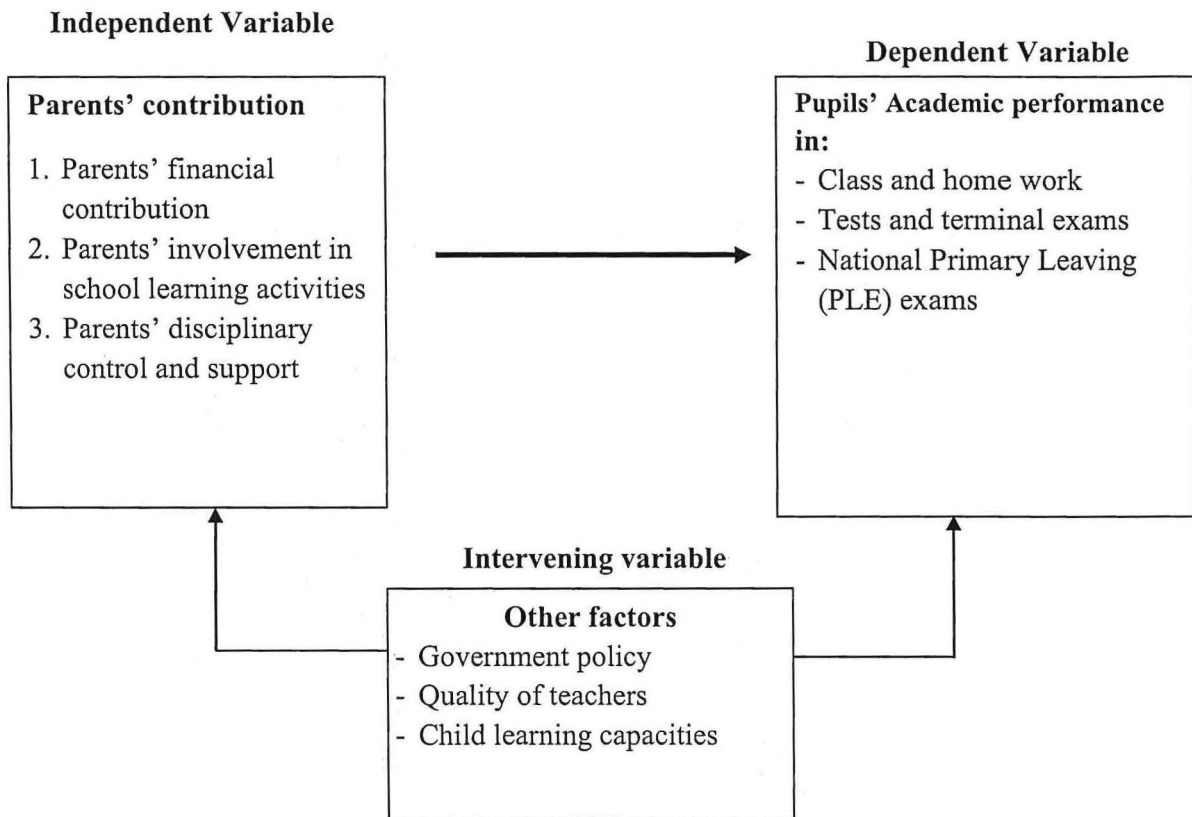 Independent Variable
Parents' contribution
1. Parents' financial
contribution
2. Parents' involvement in
school learning activities
3. Parents' disciplinary
control and support
Dependent Variable
Pupils' Academic performance
in:
- Class and home work
- Tests and terminal exams
- National Primary Leaving
(PLE) exams
Intervening variable
Other factors
- Government policy
- Quality of teachers
- Child learning capacities